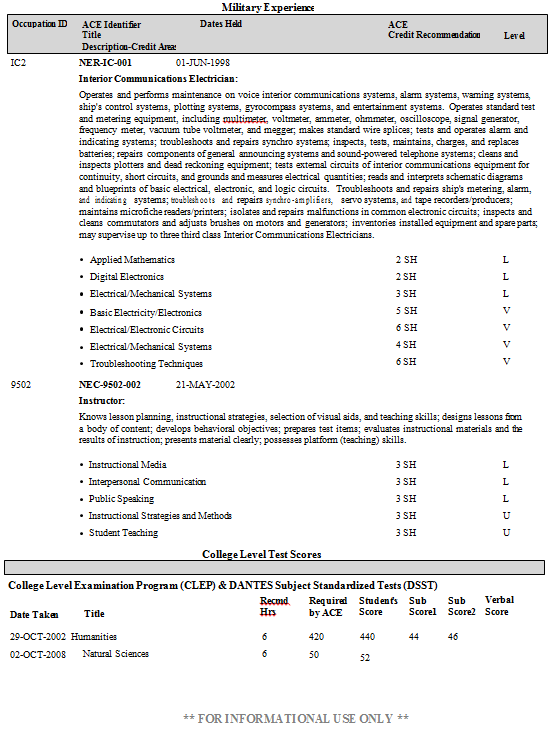 Military Experience
Occupation ID ACE Identifier Dates Held ACE
Title Credit Recommendation Level
Description-Credit Areas
IC2 NER-IC-001 01-JUN-1998
Interior Communications Electrician:
Operates and performs maintenance on voice interior communications systems, alarm systems, warning systems,
ship's control systems, plotting systems, gyrocompass systems, and entertainment systems. Operates standard test
and metering equipment, including multimeter, voltmeter, ammeter, ohmmeter, oscilloscope, signal generator,
frequency meter, vacuum tube voltmeter, and megger; makes standard wire splices; tests and operates alarm and
indicating systems; troubleshoots and repairs synchro systems; inspects, tests, maintains, charges, and replaces
batteries; repairs components of general announcing systems and sound-powered telephone systems; cleans and
inspects plotters and dead reckoning equipment; tests external circuits of interior communications equipment for
continuity, short circuits, and grounds and measures electrical quantities; reads and interprets schematic diagrams
and blueprints of basic electrical, electronic, and logic circuits. Troubleshoots and repairs ship's metering, alarm,
and indicating systems; troubleshoots and repairs synchro-amplifiers, servo systems, and tape recorders/producers;
maintains microfiche readers/printers; isolates and repairs malfunctions in common electronic circuits; inspects and
cleans commutators and adjusts brushes on motors and generators; inventories installed equipment and spare parts;
may supervise up to three third class Interior Communications Electricians.
• Applied Mathematics 2 SH L
• Digital Electronics 2 SH L
• Electrical/Mechanical Systems 3 SH L
• Basic Electricity/Electronics 5 SH V
• Electrical/Electronic Circuits 6 SH V
• Electrical/Mechanical Systems 4 SH V
• Troubleshooting Techniques 6 SH V
9502 NEC-9502-002 21-MAY-2002
Instructor:
Knows lesson planning, instructional strategies, selection of visual aids, and teaching skills; designs lessons from
a body of content; develops behavioral objectives; prepares test items; evaluates instructional materials and the
results of instruction; presents material clearly; possesses platform (teaching) skills.
• Instructional Media 3 SH L
• Interpersonal Communication 3 SH L
• Public Speaking 3 SH L
• Instructional Strategies and Methods 3 SH U
• Student Teaching 3 SH U
College Level Test Scores
College Level Examination Program (CLEP) & DANTES Subject Standardized Tests (DSST)
Date Taken Title Recmd Hrs Required by ACE Student's Score Sub Score1 Sub Score2 Verbal Score
29-OCT-2002 Humanities 6 420 440 44 46
02-OCT-2008 Natural Sciences 6 50 52
** FOR INFORMATIONAL USE ONLY **